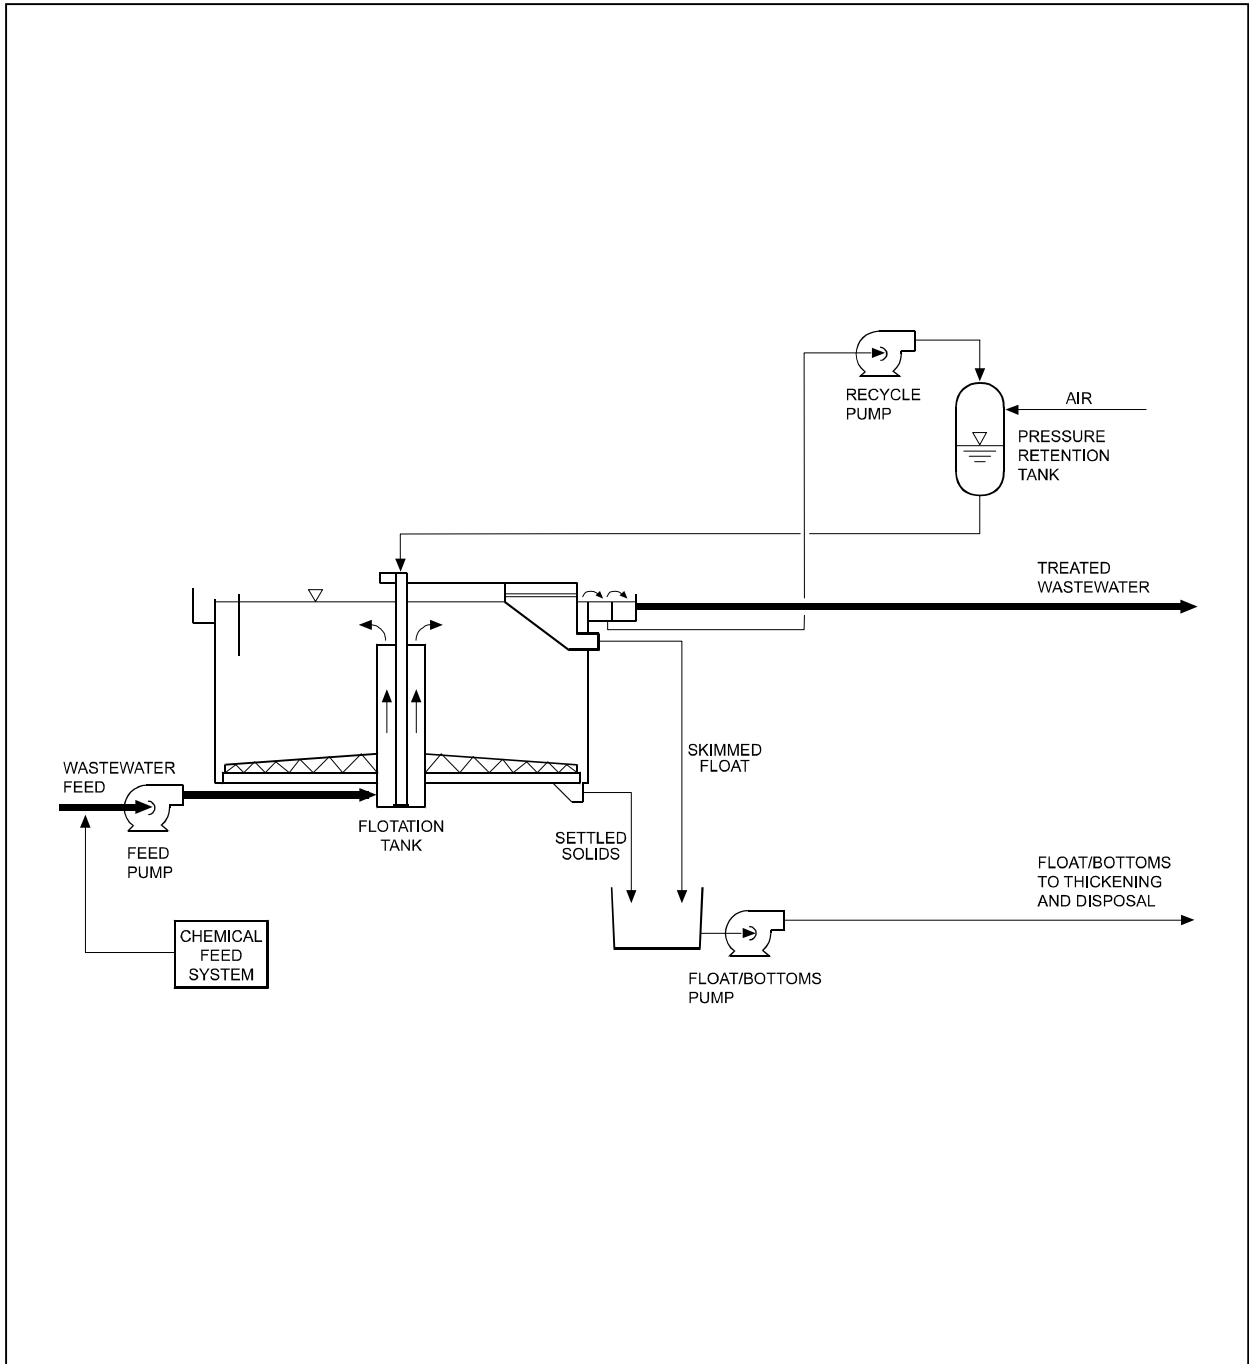 RECYCLE
PUMP
AIR
PRESSURE
RETENTION
TANK
TREATED
WASTEWATER
SKIMMED
FLOAT
WASTEWATER
FEED
FEED
PUMP
FLOTATION
TANK
SETTLED
SOLIDS
FLOAT/BOTTOMS
TO THICKENING
AND DISPOSAL
CHEMICAL
FEED
SYSTEM
FLOAT/BOTTOMS
PUMP